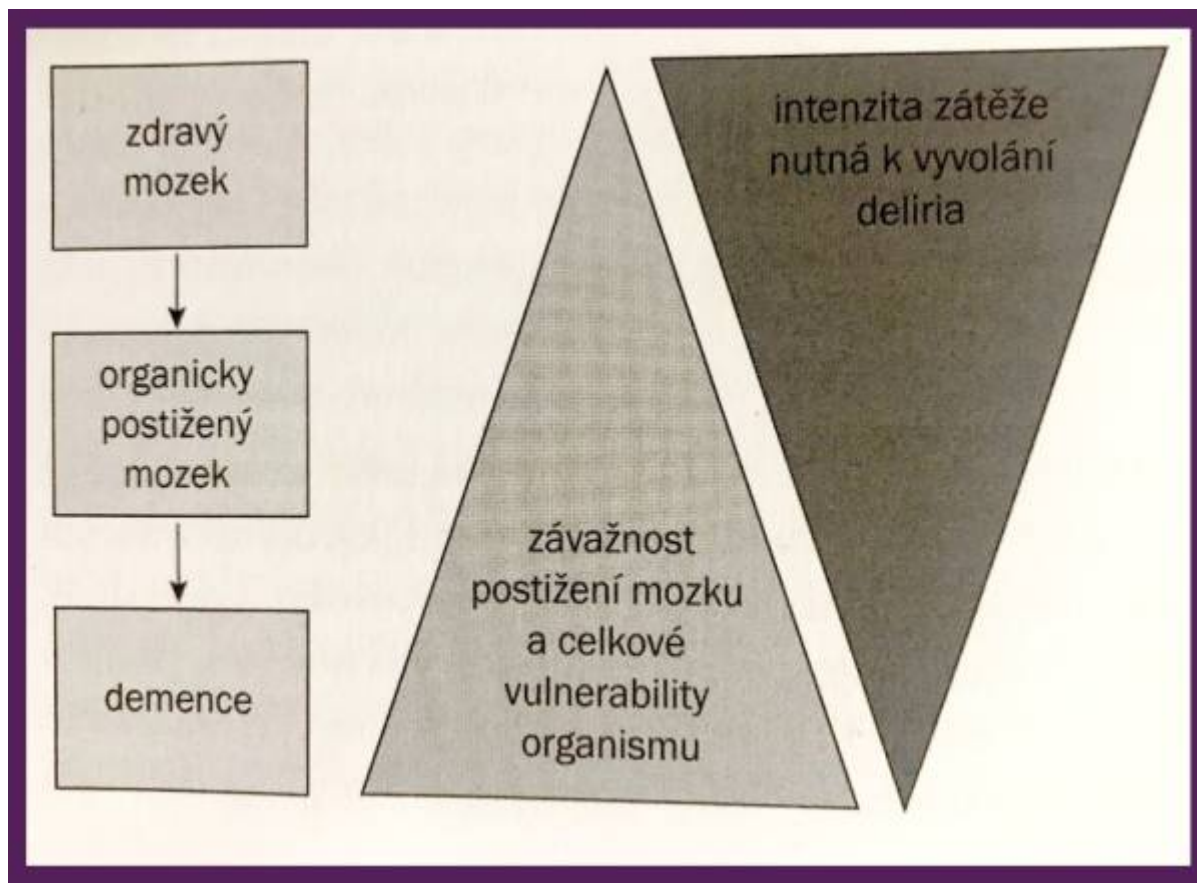 zdravý
mozek
organicky
postižený
mozek
demence
závažnost
postižení mozku
a celkové
vulnerability
organismu
intenzita zátěže
nutná k vyvolání
deliria